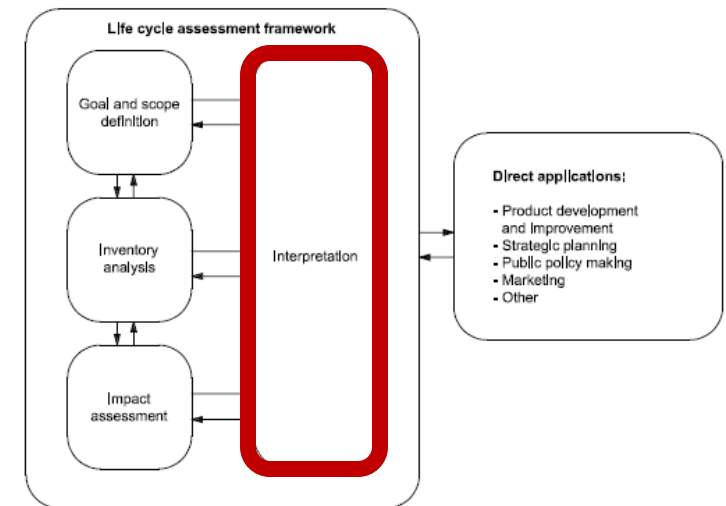 Life cycle assessment framework
Goal and scope
definition
Inventory
analysis
Impact
assessment
Interpretation
Direct applications:
- Product development
and improvement
- Strategic planning
- Public policy making
- Marketing
- Other